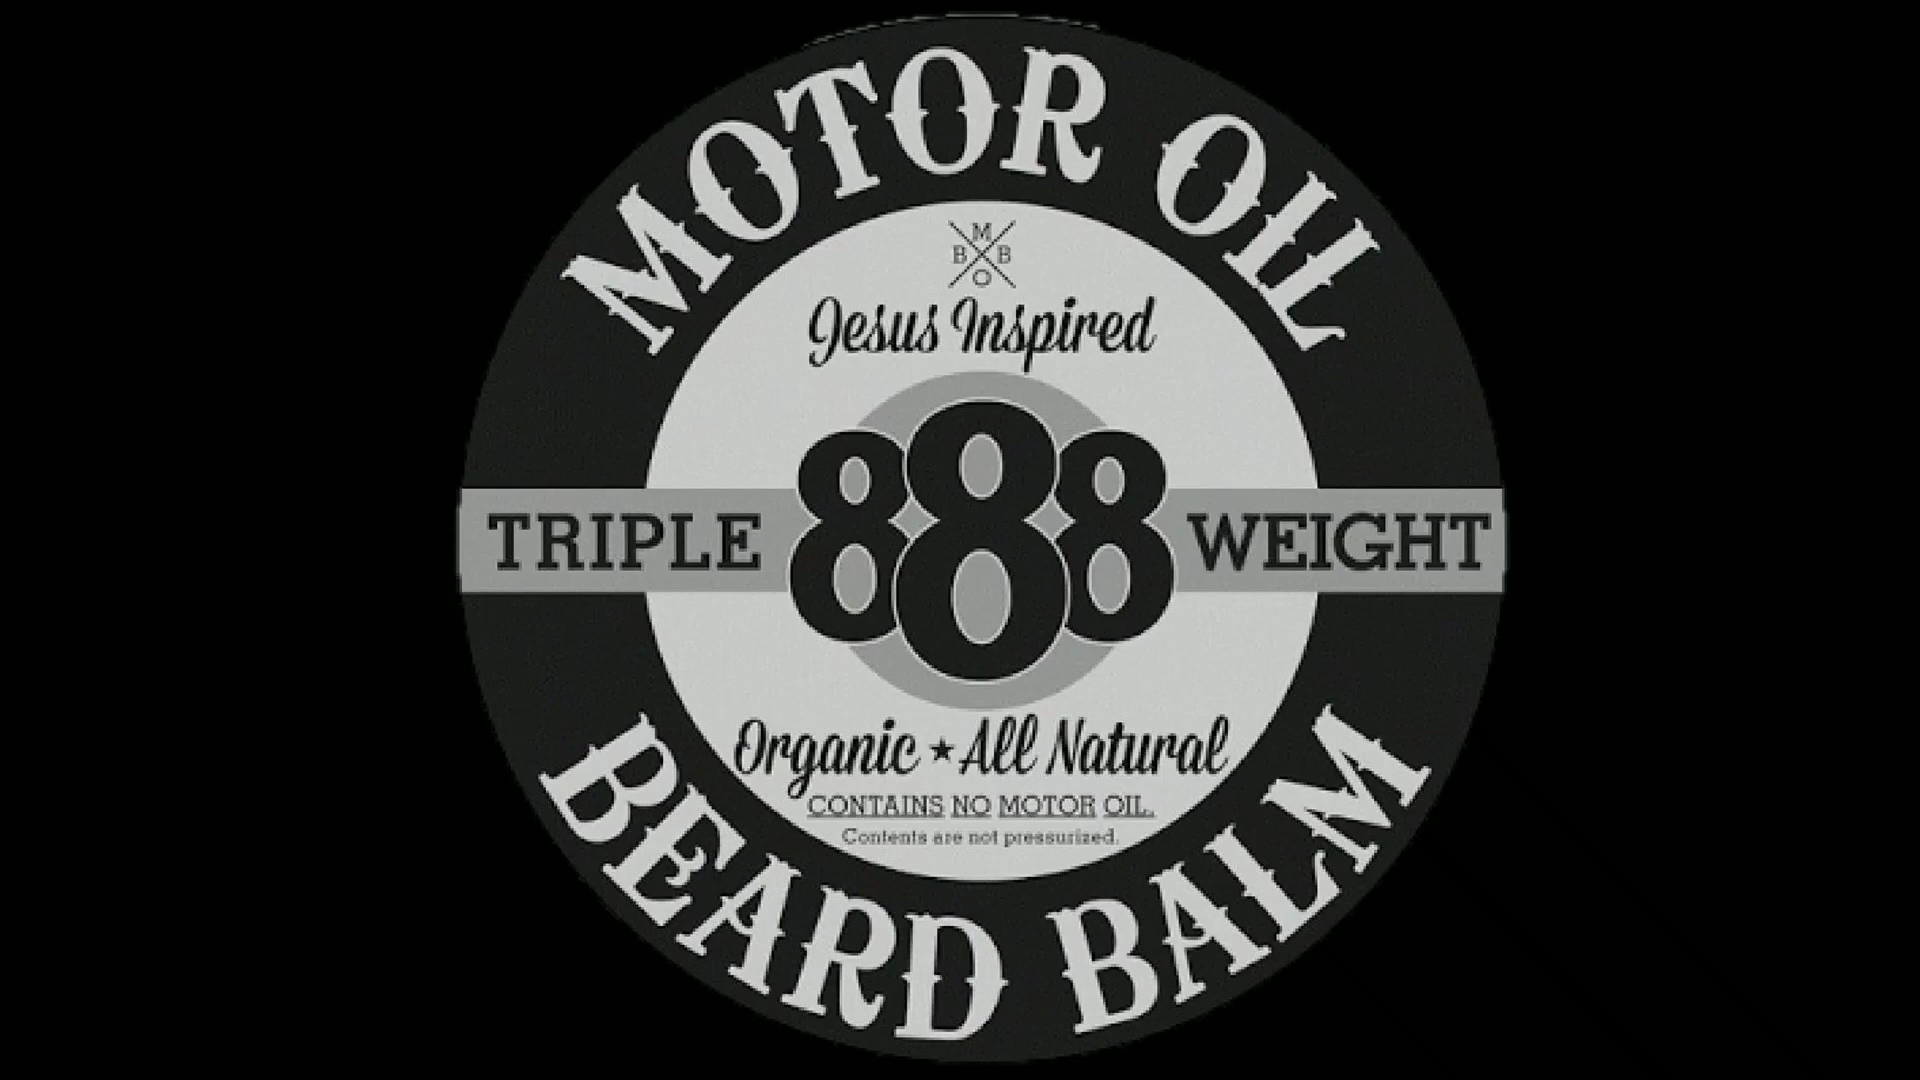 MOTOR OIL
M
B B
O
Jesus Inspired
TRIPLE 888 WEIGHT
Organic ★ All Natural
CONTAINS NO MOTOR OIL.
Contents are not pressurized.
BEARD BALM